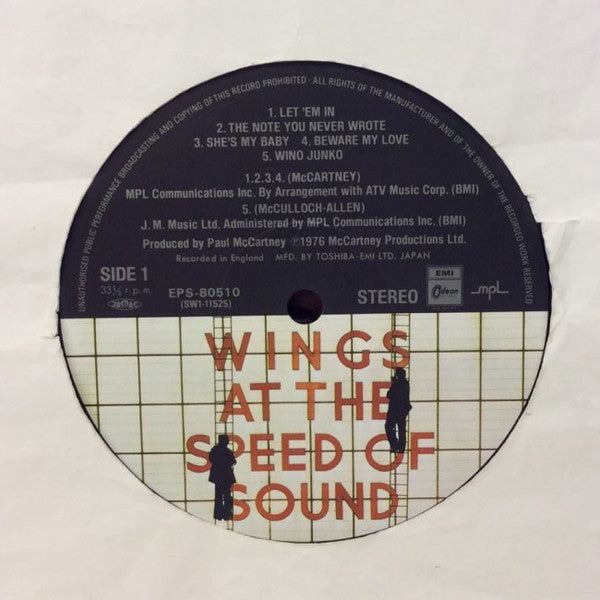 UNAUTHORISED PUBLIC PERFORMANCE BROADCASTING AND COPYING OF THIS RECORD PROHIBITED · ALL RIGHTS OF THE MANUFACTURER AND OF THE OWNER OF THE RECORDED WORK RESERVED
1. LET 'EM IN
2. THE NOTE YOU NEVER WROTE
3. SHE'S MY BABY 4. BEWARE MY LOVE
5. WINO JUNKO
1.2.3.4. (McCARTNEY)
MPL Communications Inc. By Arrangement with ATV Music Corp. (BMI)
5. (McCULLOCH-ALLEN)
J. M. Music Ltd. Administered by MPL Communications Inc. (BMI)
Produced by Paul McCartney ℗1976 McCartney Productions Ltd.
Recorded in England MFD. BY TOSHIBA-EMI LTD. JAPAN
SIDE 1
33⅓ r.p.m.
EPS-80510
(SW1-11525)
STEREO
EMI
Odeon
mpl
WINGS
AT THE
SPEED OF
SOUND